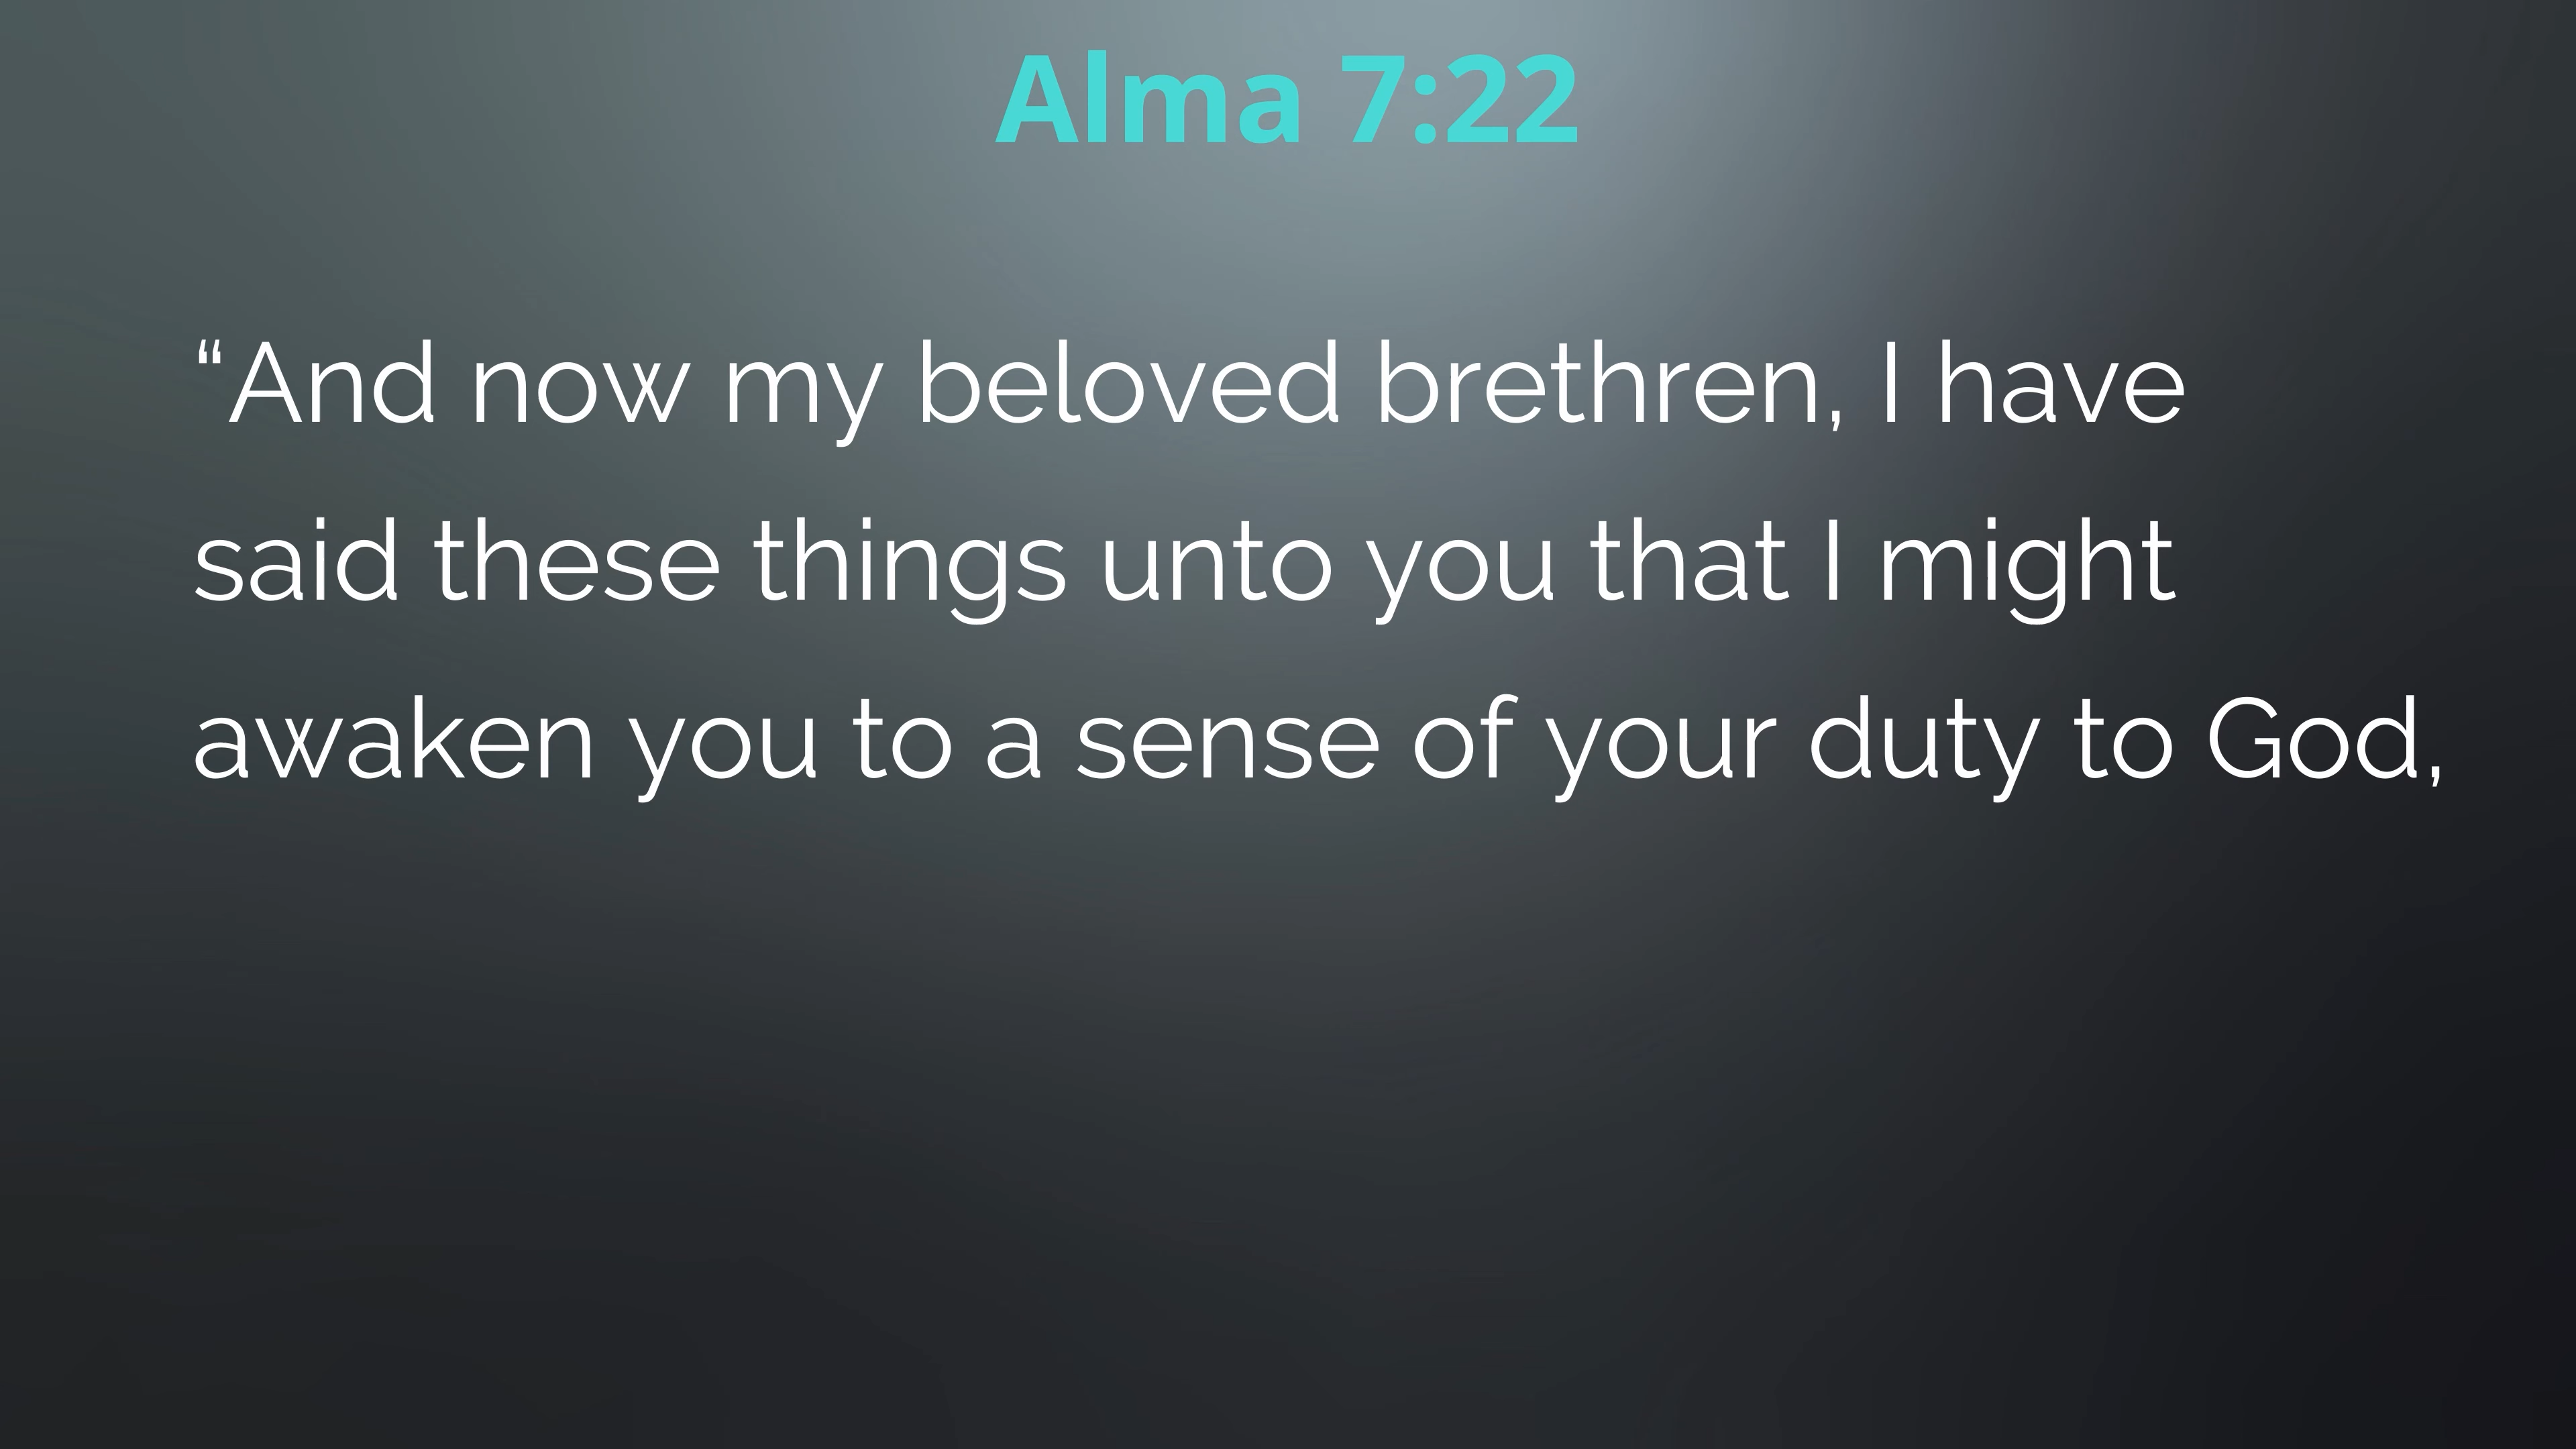 Alma 7:22
“And now my beloved brethren, I have
said these things unto you that I might
awaken you to a sense of your duty to God,